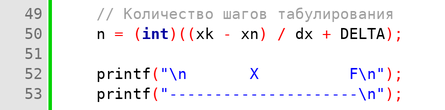 49 // Количество шагов табулирования
50 n = (int)((xk - xn) / dx + DELTA);
51
52 printf("\n X F\n");
53 printf("---------------------\n");